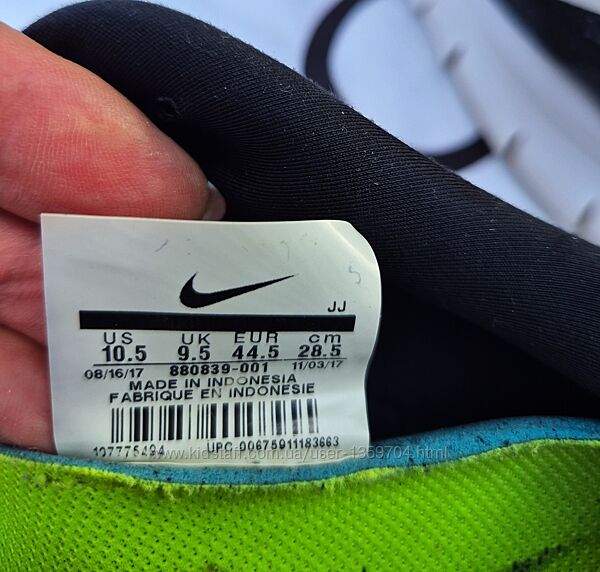 JJ
US UK EUR cm
10.5 9.5 44.5 28.5
08/16/17 880839-001 11/03/17
MADE IN INDONESIA
FABRIQUE EN INDONESIE
UPC-00675911183663
www.kidstaff.com.ua/user-1359704.html